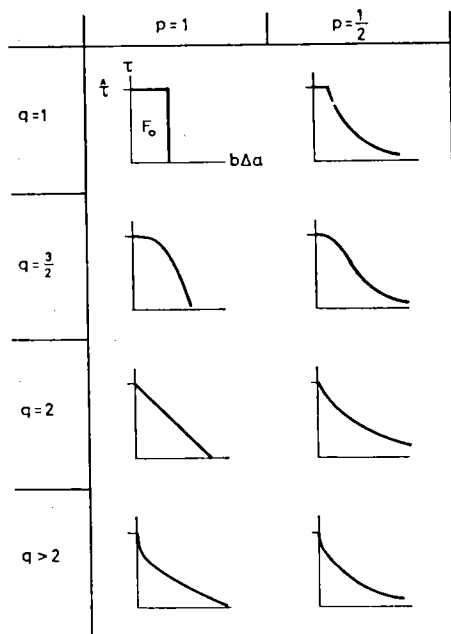 p = 1
p = 1/2
q = 1
τ
τ̂
F₀
bΔa
q = 3/2
q = 2
q > 2